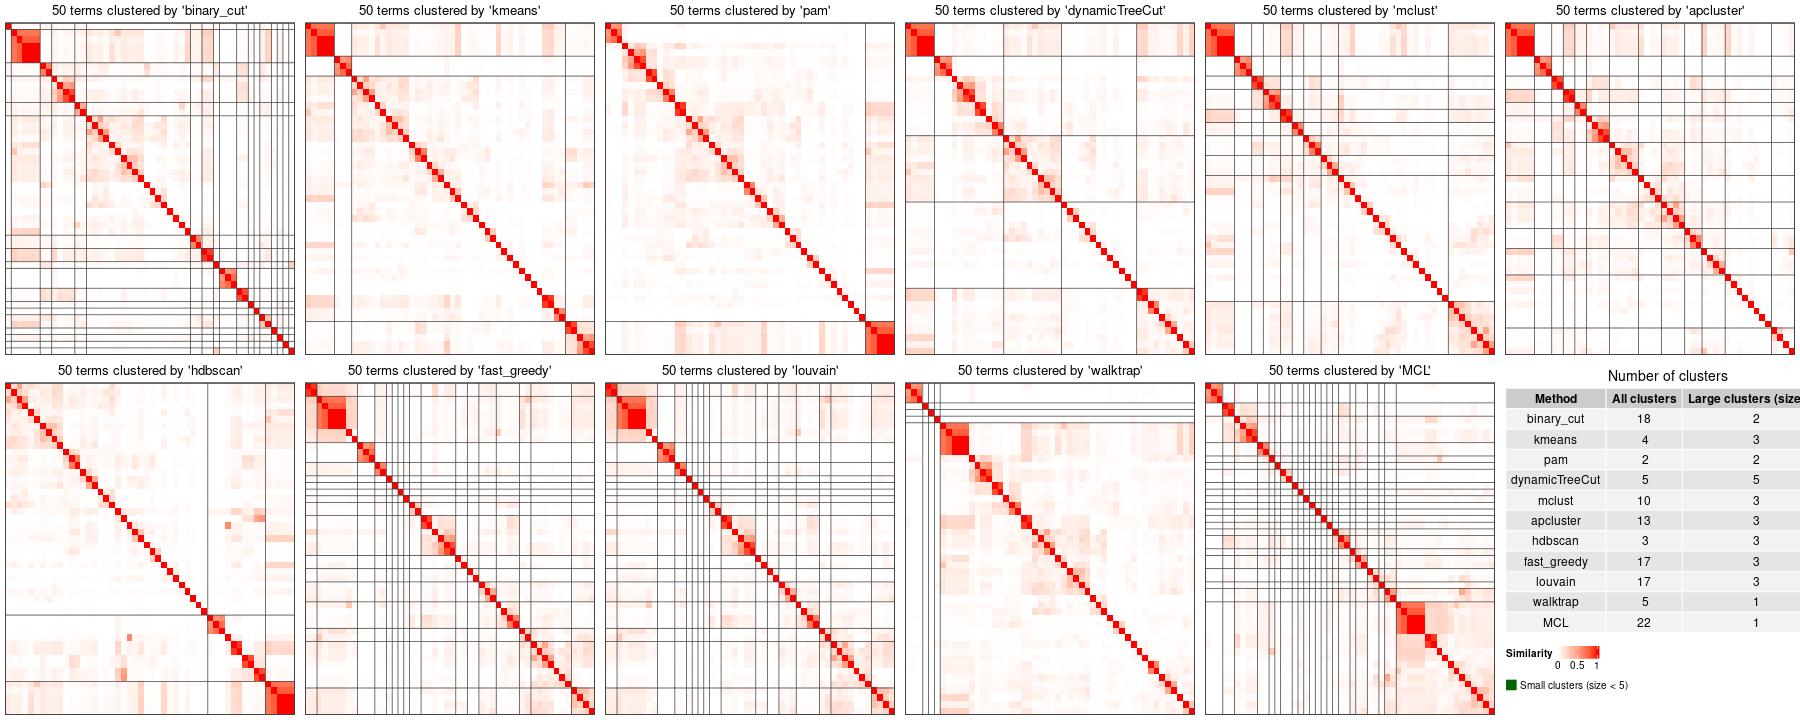 50 terms clustered by 'binary_cut'
50 terms clustered by 'kmeans'
50 terms clustered by 'pam'
50 terms clustered by 'dynamicTreeCut'
50 terms clustered by 'mclust'
50 terms clustered by 'apcluster'
50 terms clustered by 'hdbscan'
50 terms clustered by 'fast_greedy'
50 terms clustered by 'louvain'
50 terms clustered by 'walktrap'
50 terms clustered by 'MCL'
Number of clusters
Method All clusters Large clusters (size
binary_cut 18 2
kmeans 4 3
pam 2 2
dynamicTreeCut 5 5
mclust 10 3
apcluster 13 3
hdbscan 3 3
fast_greedy 17 3
louvain 17 3
walktrap 5 1
MCL 22 1
Similarity
0 0.5 1
Small clusters (size < 5)